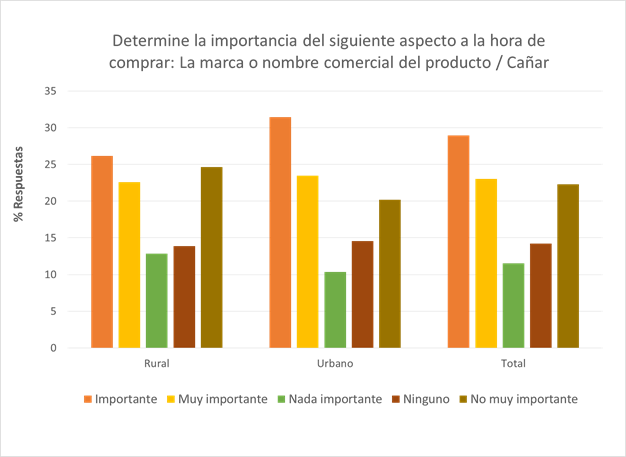 Determine la importancia del siguiente aspecto a la hora de
comprar: La marca o nombre comercial del producto / Cañar
% Respuestas
35
30
25
20
15
10
5
0
Rural Urbano Total
Importante Muy importante Nada importante Ninguno No muy importante